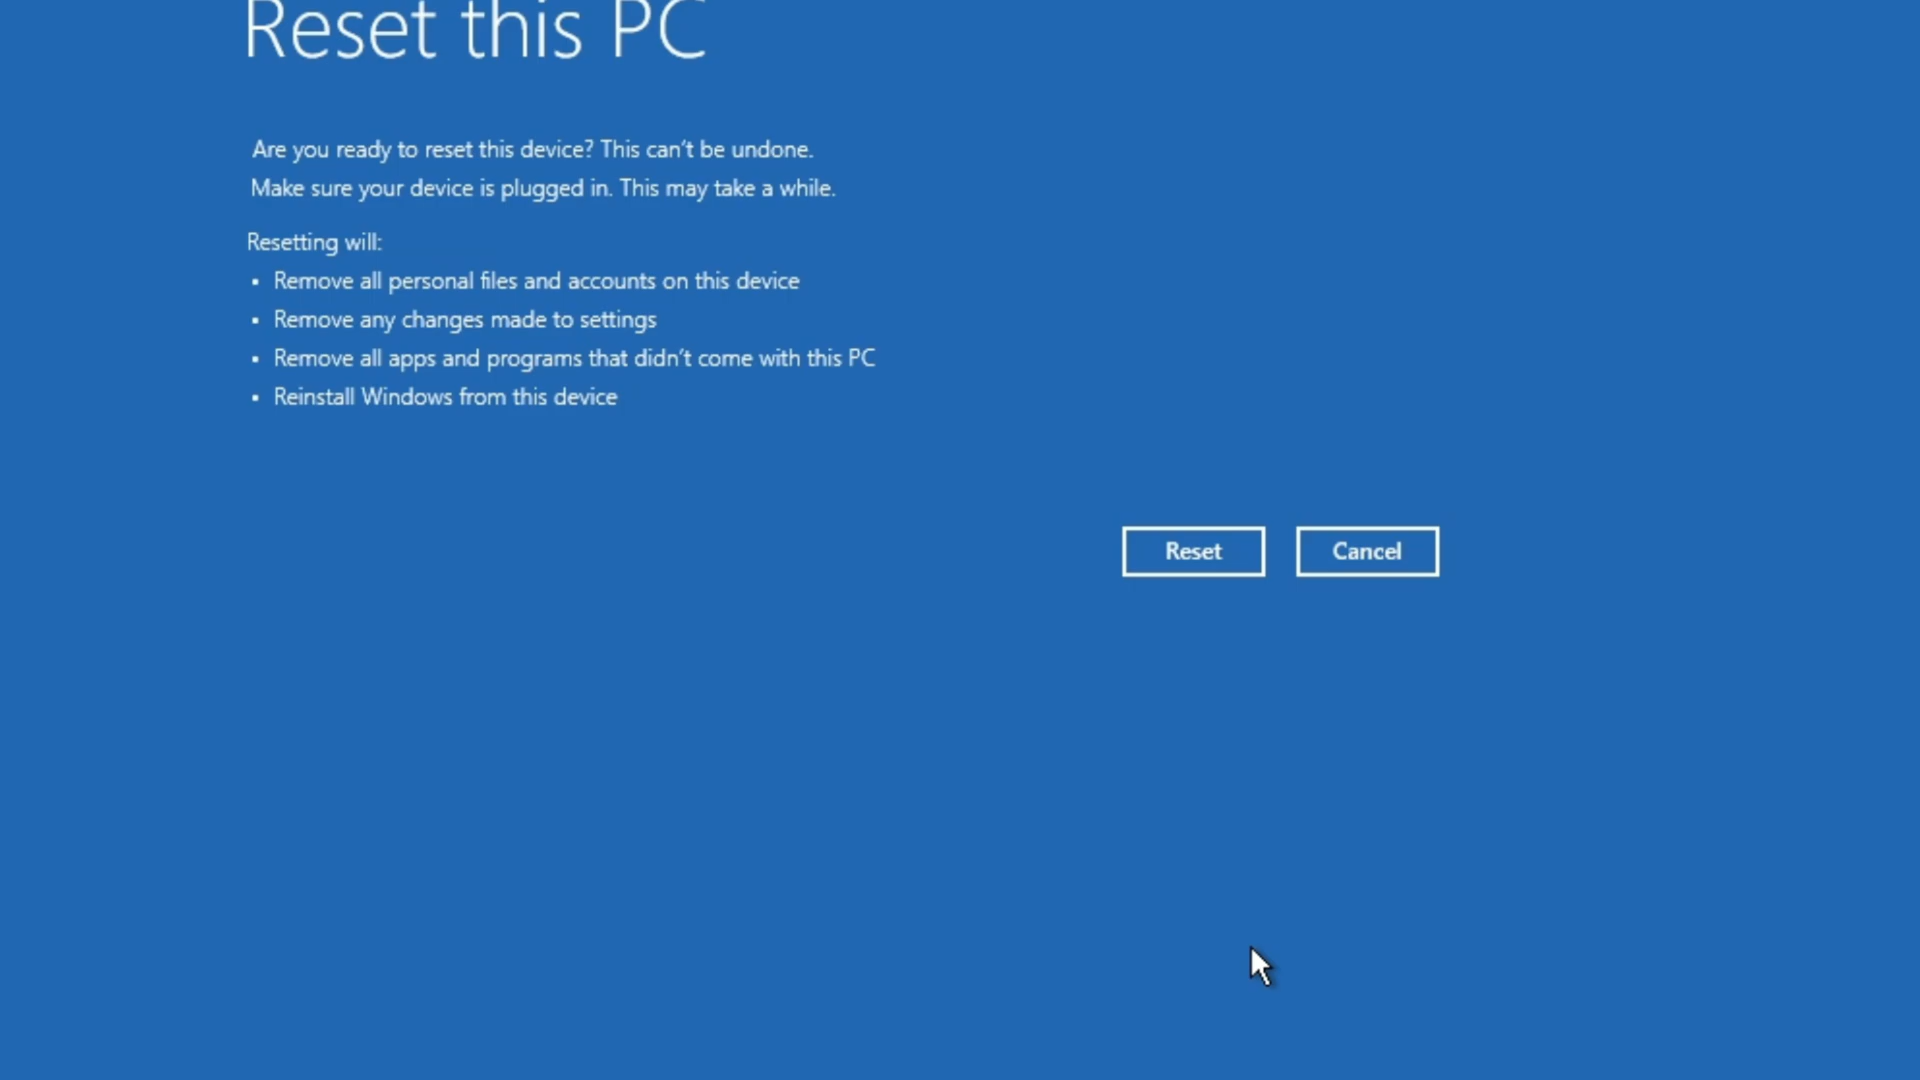 Reset this PC
Are you ready to reset this device? This can't be undone.
Make sure your device is plugged in. This may take a while.
Resetting will:
▪ Remove all personal files and accounts on this device
▪ Remove any changes made to settings
▪ Remove all apps and programs that didn't come with this PC
▪ Reinstall Windows from this device
Reset
Cancel